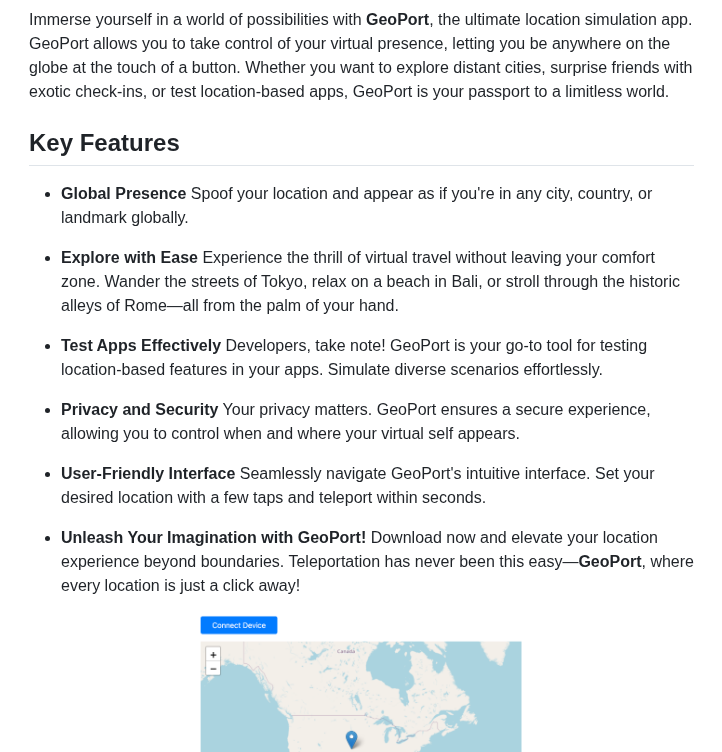 Immerse yourself in a world of possibilities with GeoPort, the ultimate location simulation app.
GeoPort allows you to take control of your virtual presence, letting you be anywhere on the
globe at the touch of a button. Whether you want to explore distant cities, surprise friends with
exotic check-ins, or test location-based apps, GeoPort is your passport to a limitless world.
Key Features
Global Presence Spoof your location and appear as if you're in any city, country, or
landmark globally.
Explore with Ease Experience the thrill of virtual travel without leaving your comfort
zone. Wander the streets of Tokyo, relax on a beach in Bali, or stroll through the historic
alleys of Rome—all from the palm of your hand.
Test Apps Effectively Developers, take note! GeoPort is your go-to tool for testing
location-based features in your apps. Simulate diverse scenarios effortlessly.
Privacy and Security Your privacy matters. GeoPort ensures a secure experience,
allowing you to control when and where your virtual self appears.
User-Friendly Interface Seamlessly navigate GeoPort's intuitive interface. Set your
desired location with a few taps and teleport within seconds.
Unleash Your Imagination with GeoPort! Download now and elevate your location
experience beyond boundaries. Teleportation has never been this easy—GeoPort, where
every location is just a click away!
Connect Device
+
Canada
−